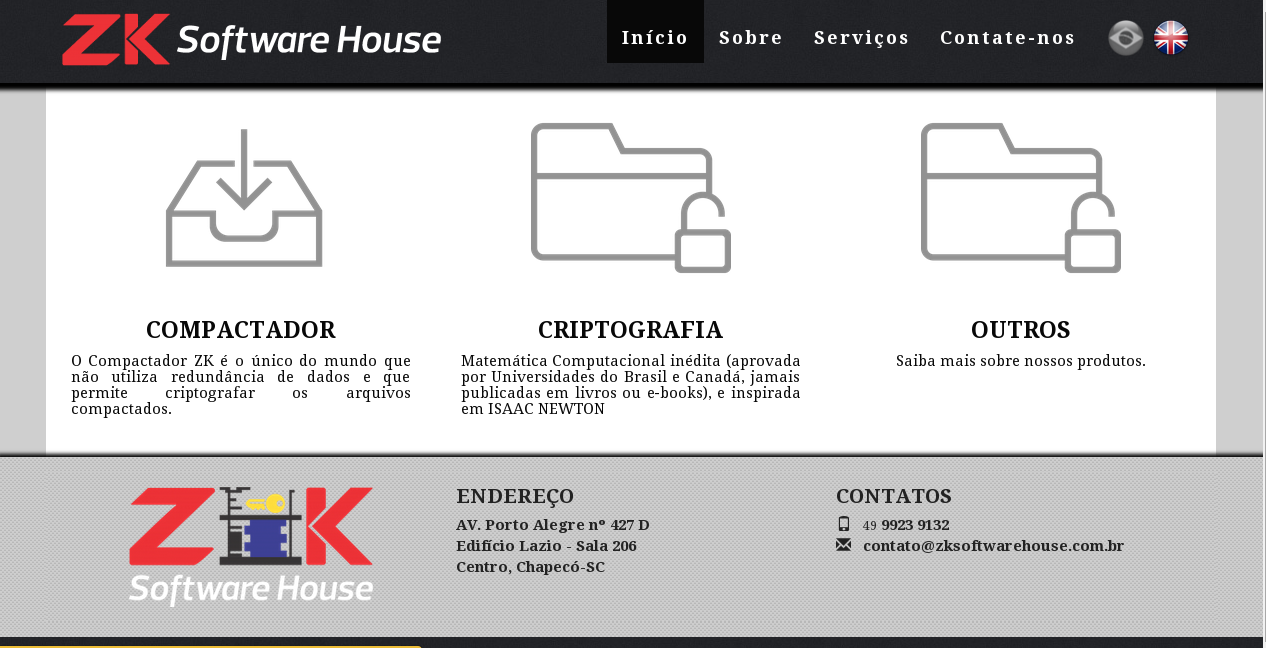 ZK Software House
Início Sobre Serviços Contate-nos
COMPACTADOR
O Compactador ZK é o único do mundo que
não utiliza redundância de dados e que
permite criptografar os arquivos
compactados.
CRIPTOGRAFIA
Matemática Computacional inédita (aprovada
por Universidades do Brasil e Canadá, jamais
publicadas em livros ou e-books), e inspirada
em ISAAC NEWTON
OUTROS
Saiba mais sobre nossos produtos.
ZK
Software House
ENDEREÇO
AV. Porto Alegre nº 427 D
Edifício Lazio - Sala 206
Centro, Chapecó-SC
CONTATOS
49 9923 9132
contato@zksoftwarehouse.com.br